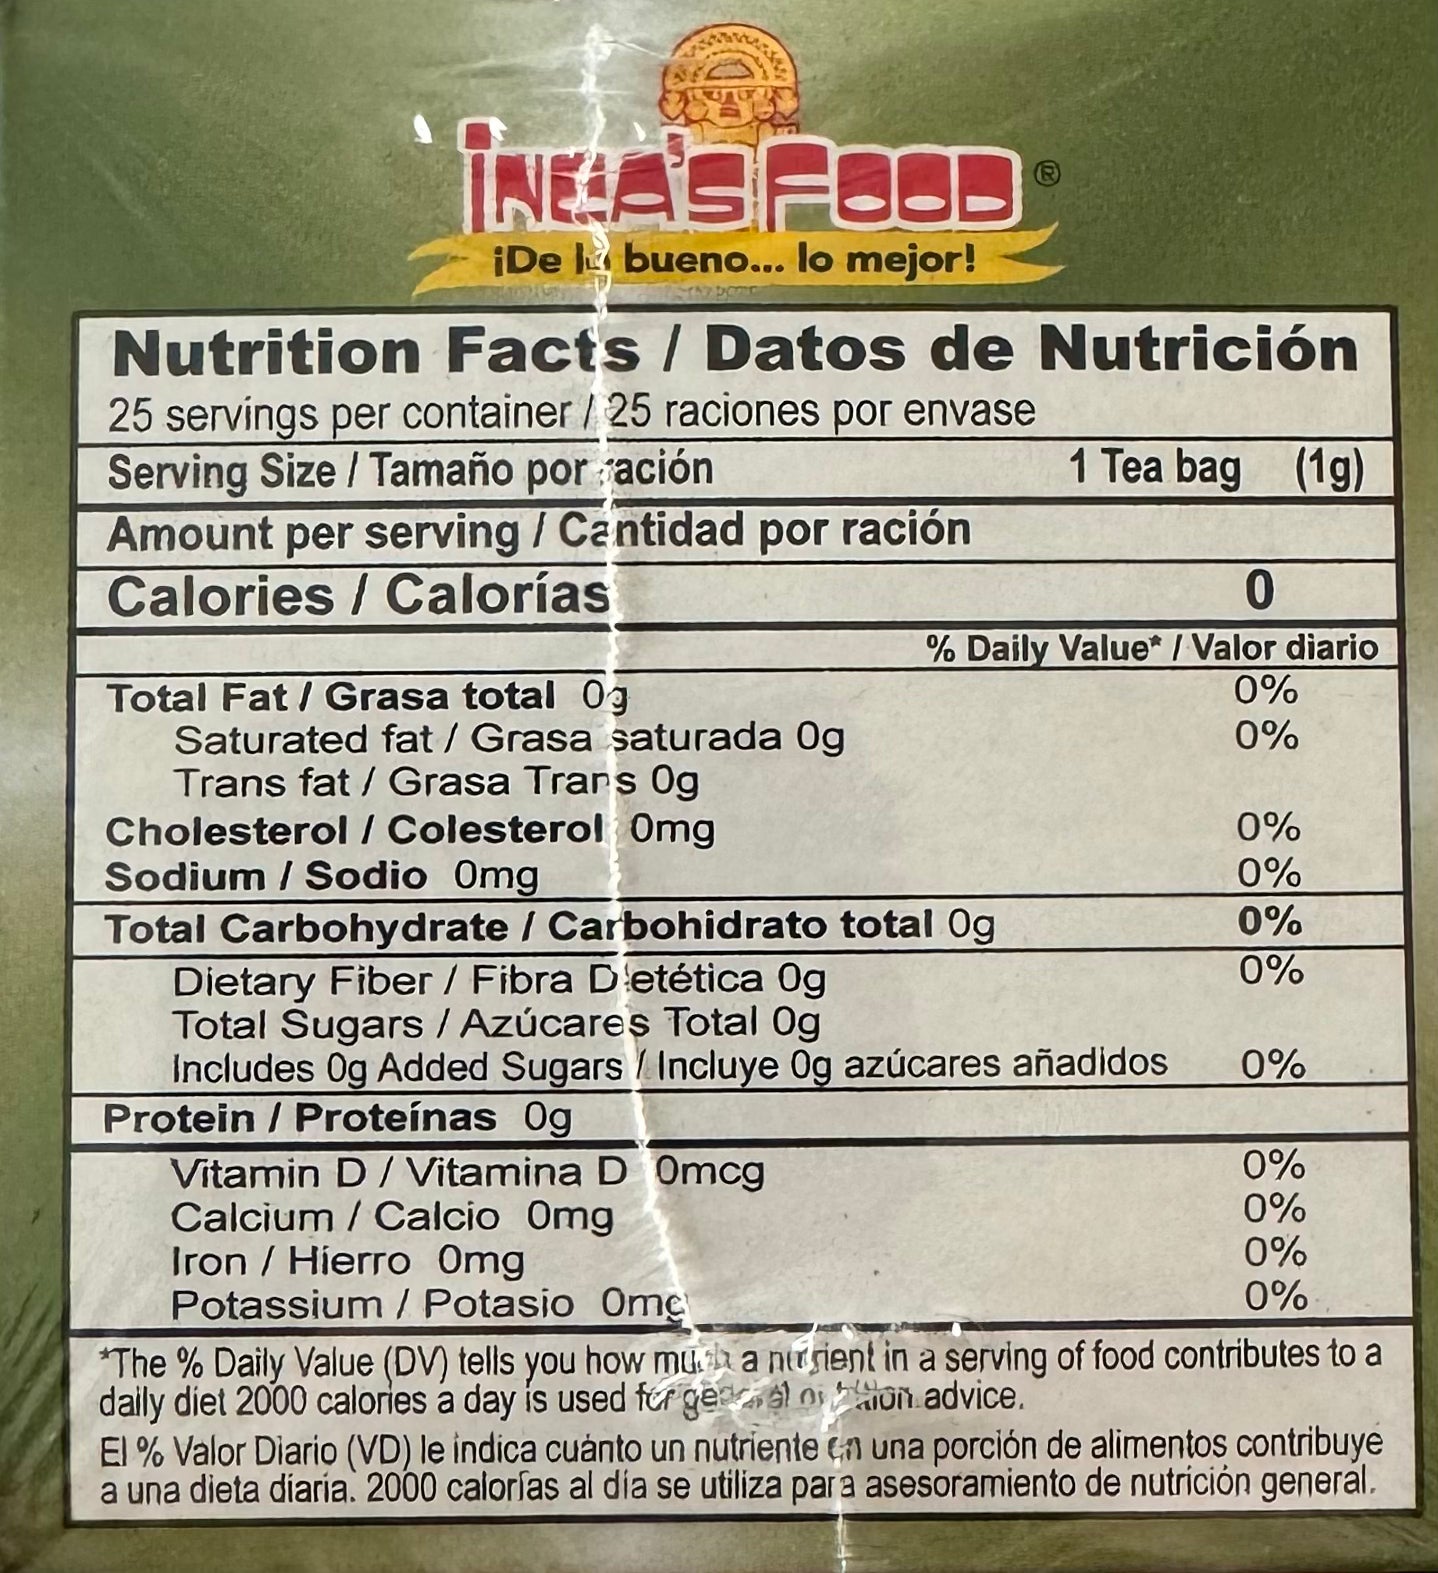 INCA'S FOOD ®
¡De lo bueno... lo mejor!
Nutrition Facts / Datos de Nutrición
25 servings per container / 25 raciones por envase
Serving Size / Tamaño por ración 1 Tea bag (1g)
Amount per serving / Cantidad por ración
Calories / Calorías 0
% Daily Value* / Valor diario
Total Fat / Grasa total 0g 0%
Saturated fat / Grasa saturada 0g 0%
Trans fat / Grasa Trans 0g
Cholesterol / Colesterol 0mg 0%
Sodium / Sodio 0mg 0%
Total Carbohydrate / Carbohidrato total 0g 0%
Dietary Fiber / Fibra Dietética 0g 0%
Total Sugars / Azúcares Total 0g
Includes 0g Added Sugars / Incluye 0g azúcares añadidos 0%
Protein / Proteínas 0g
Vitamin D / Vitamina D 0mcg 0%
Calcium / Calcio 0mg 0%
Iron / Hierro 0mg 0%
Potassium / Potasio 0mg 0%
*The % Daily Value (DV) tells you how much a nutrient in a serving of food contributes to a
daily diet 2000 calories a day is used for general nutrition advice.
El % Valor Diario (VD) le indica cuánto un nutriente en una porción de alimentos contribuye
a una dieta diaria. 2000 calorías al día se utiliza para asesoramiento de nutrición general.